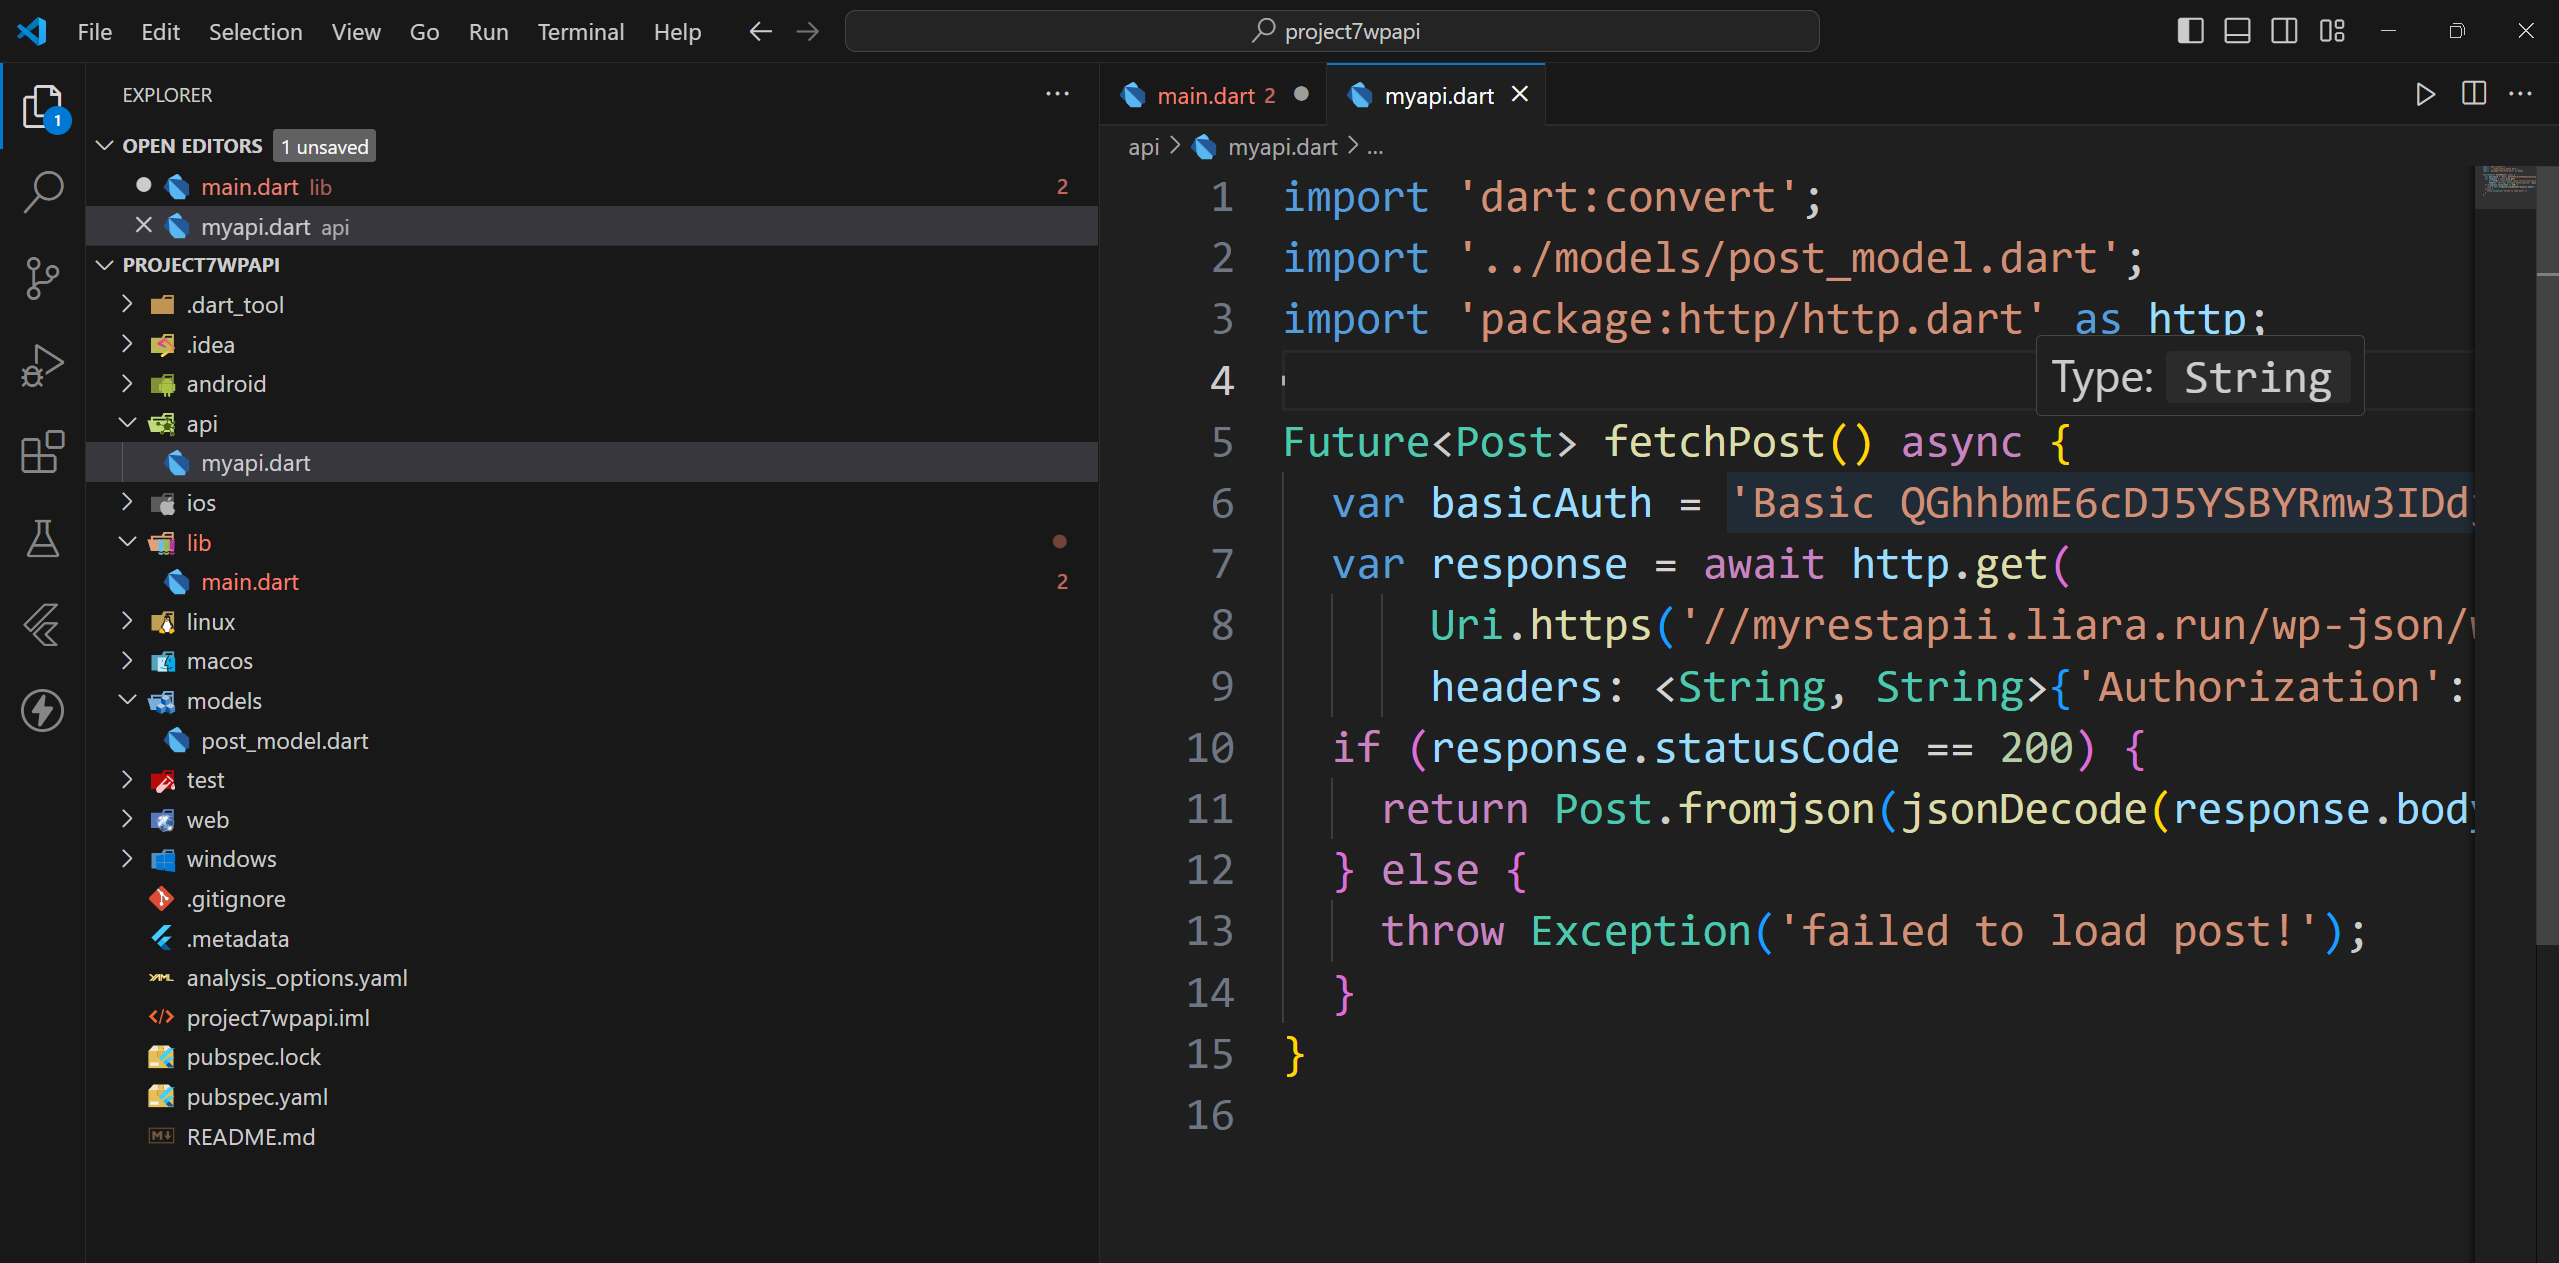 File Edit Selection View Go Run Terminal Help
project7wpapi
EXPLORER
OPEN EDITORS 1 unsaved
main.dart lib 2
myapi.dart api
PROJECT7WPAPI
.dart_tool
.idea
android
api
myapi.dart
ios
lib
main.dart 2
linux
macos
models
post_model.dart
test
web
windows
.gitignore
.metadata
analysis_options.yaml
project7wpapi.iml
pubspec.lock
pubspec.yaml
README.md
1
main.dart 2
myapi.dart
api > myapi.dart > ...
1 import 'dart:convert';
2 import '../models/post_model.dart';
3 import 'package:http/http.dart' as http;
4
Type: String
5 Future<Post> fetchPost() async {
6 var basicAuth = 'Basic QGhhbmE6cDJ5YSBYRmw3IDd
7 var response = await http.get(
8 Uri.https('//myrestapii.liara.run/wp-json/
9 headers: <String, String>{'Authorization':
10 if (response.statusCode == 200) {
11 return Post.fromjson(jsonDecode(response.body
12 } else {
13 throw Exception('failed to load post!');
14 }
15 }
16